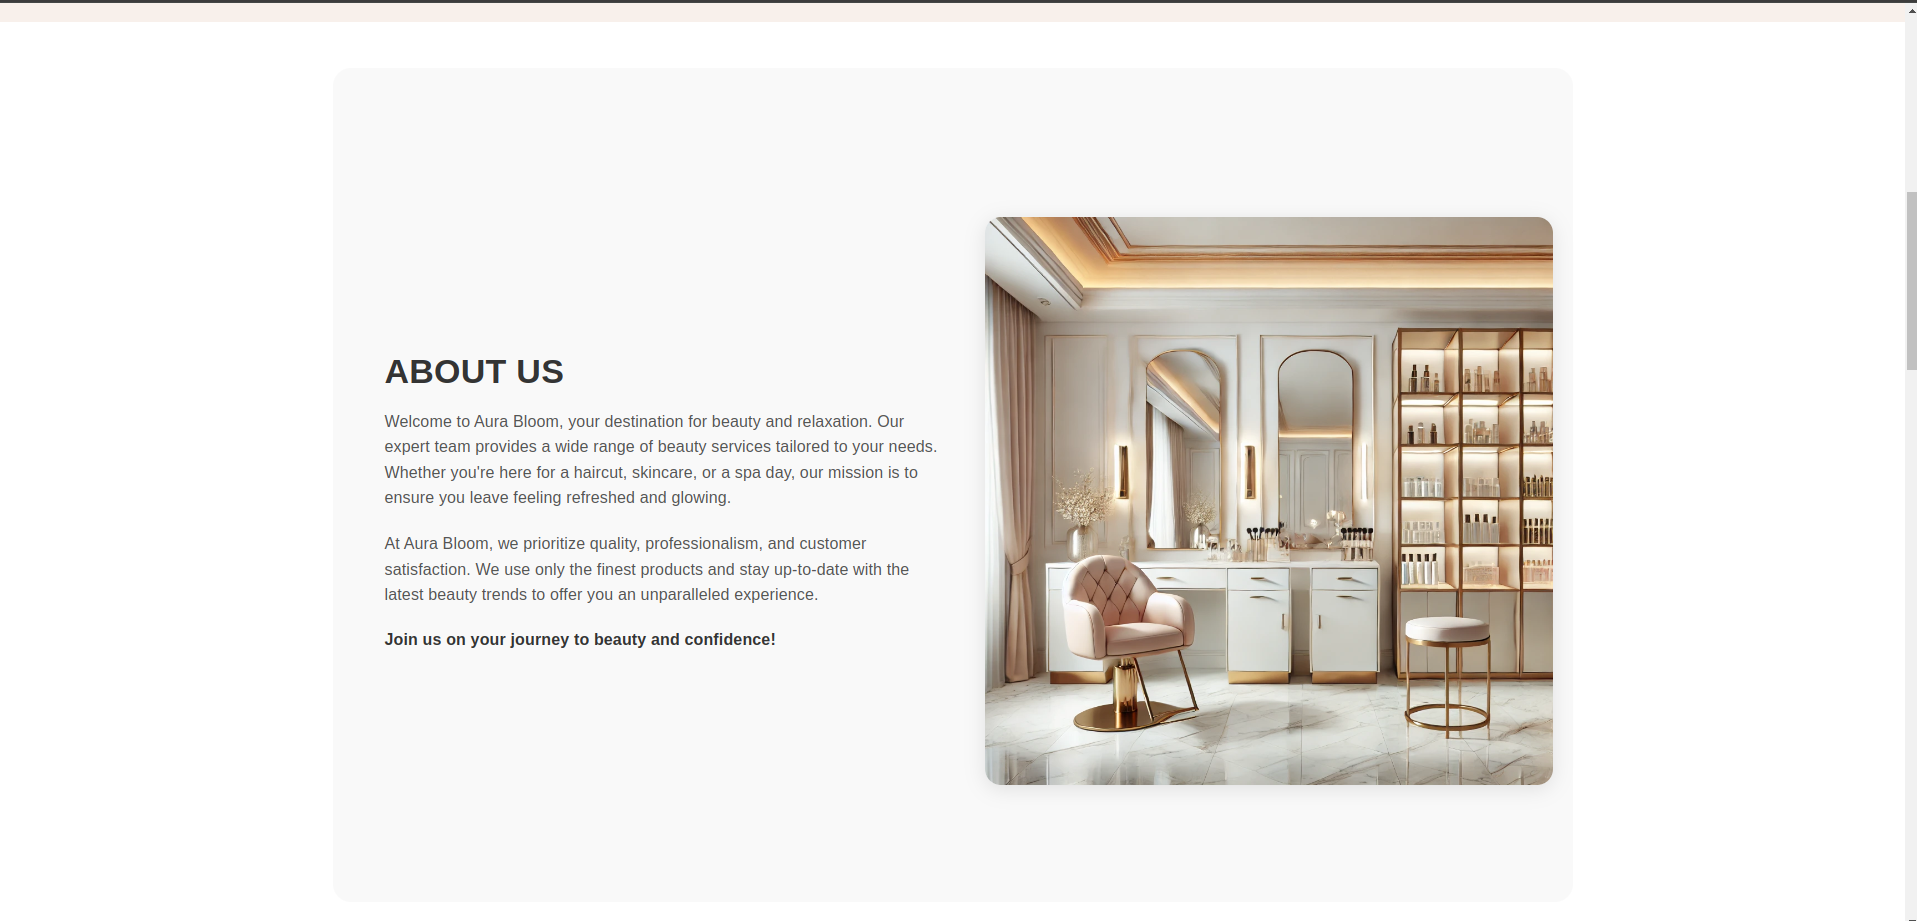 ABOUT US
Welcome to Aura Bloom, your destination for beauty and relaxation. Our
expert team provides a wide range of beauty services tailored to your needs.
Whether you're here for a haircut, skincare, or a spa day, our mission is to
ensure you leave feeling refreshed and glowing.
At Aura Bloom, we prioritize quality, professionalism, and customer
satisfaction. We use only the finest products and stay up-to-date with the
latest beauty trends to offer you an unparalleled experience.
Join us on your journey to beauty and confidence!